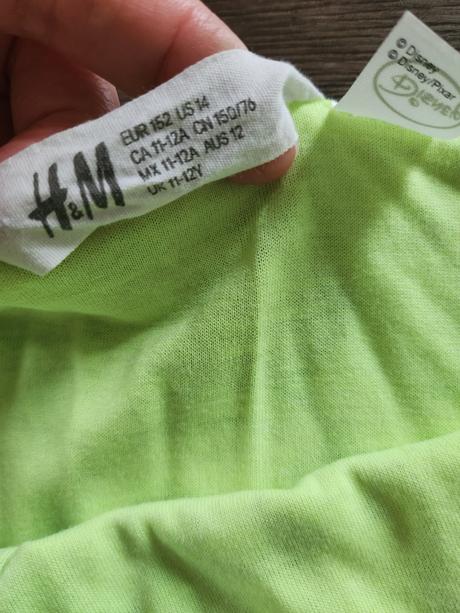 H&M
EUR 152 US 14
CA 11-12A CN 150/76
MX 11-12A AUS 12
UK 11-12Y
© Disney
© Disney/Pixar
Disney